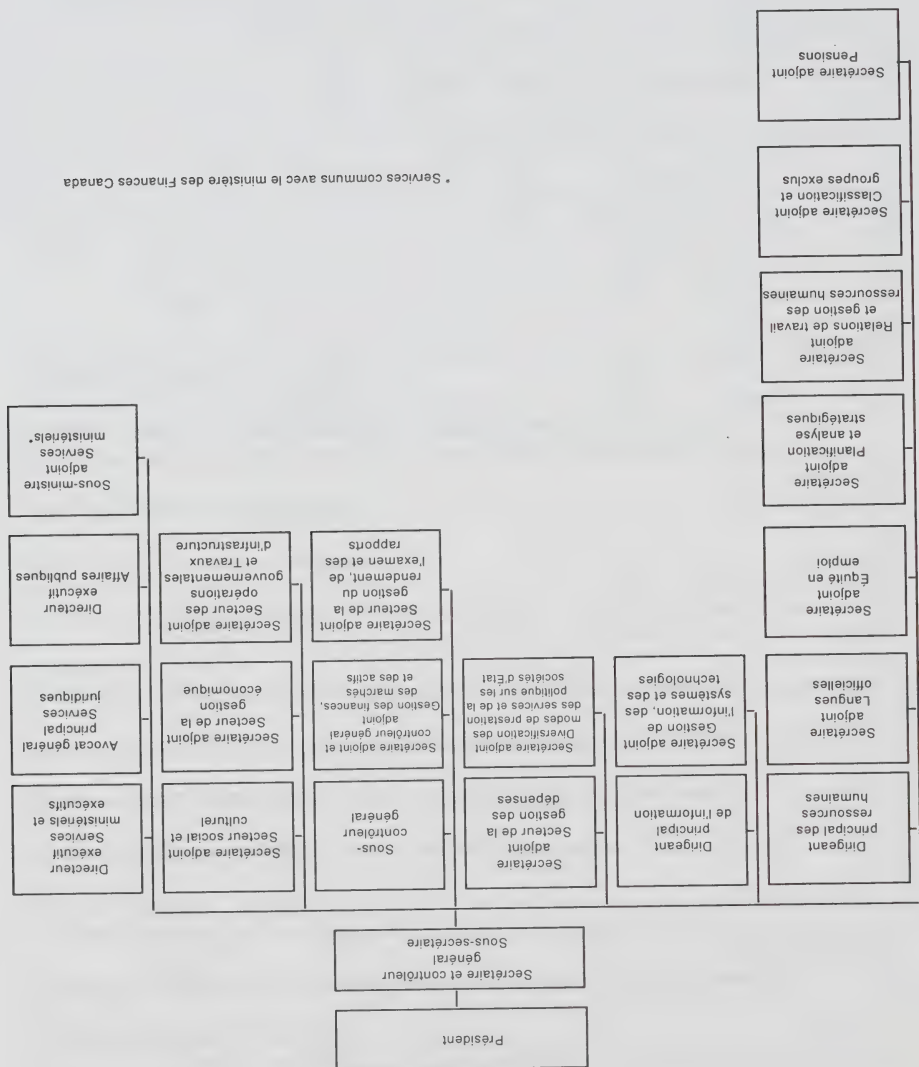 Président
Secrétaire et contrôleur
général
Sous-secrétaire
Dirigeant
principal des
ressources
humaines
Dirigeant
principal
de l'information
Secrétaire
adjoint
Secteur de la
gestion des
dépenses
Sous-
contrôleur
général
Secrétaire adjoint
Secteur social et
culturel
Directeur
exécutif
Services
ministériels et
exécutifs
Secrétaire
adjoint
Langues
officielles
Secrétaire adjoint
Gestion de
l'information, des
systèmes et des
technologies
Secrétaire adjoint
Diversification des
modes de prestation
des services et de la
politique sur les
sociétés d'État
Secrétaire adjoint et
contrôleur général
adjoint
Gestion des finances,
des marchés
et des actifs
Secrétaire adjoint
Secteur de la
gestion
économique
Avocat général
principal
Services
juridiques
Secrétaire
adjoint
Équité en
emploi
Secrétaire adjoint
Secteur de la
gestion du
rendement, de
l'examen et des
rapports
Secrétaire adjoint
Secteur des
opérations
gouvernementales
et Travaux
d'infrastructure
Directeur
exécutif
Affaires publiques
Secrétaire
adjoint
Planification
et analyse
stratégiques
Sous-ministre
adjoint
Services
ministériels*
Secrétaire
adjoint
Relations de travail
et gestion des
ressources humaines
Secrétaire adjoint
Classification et
groupes exclus
* Services communs avec le ministère des Finances Canada
Secrétaire adjoint
Pensions